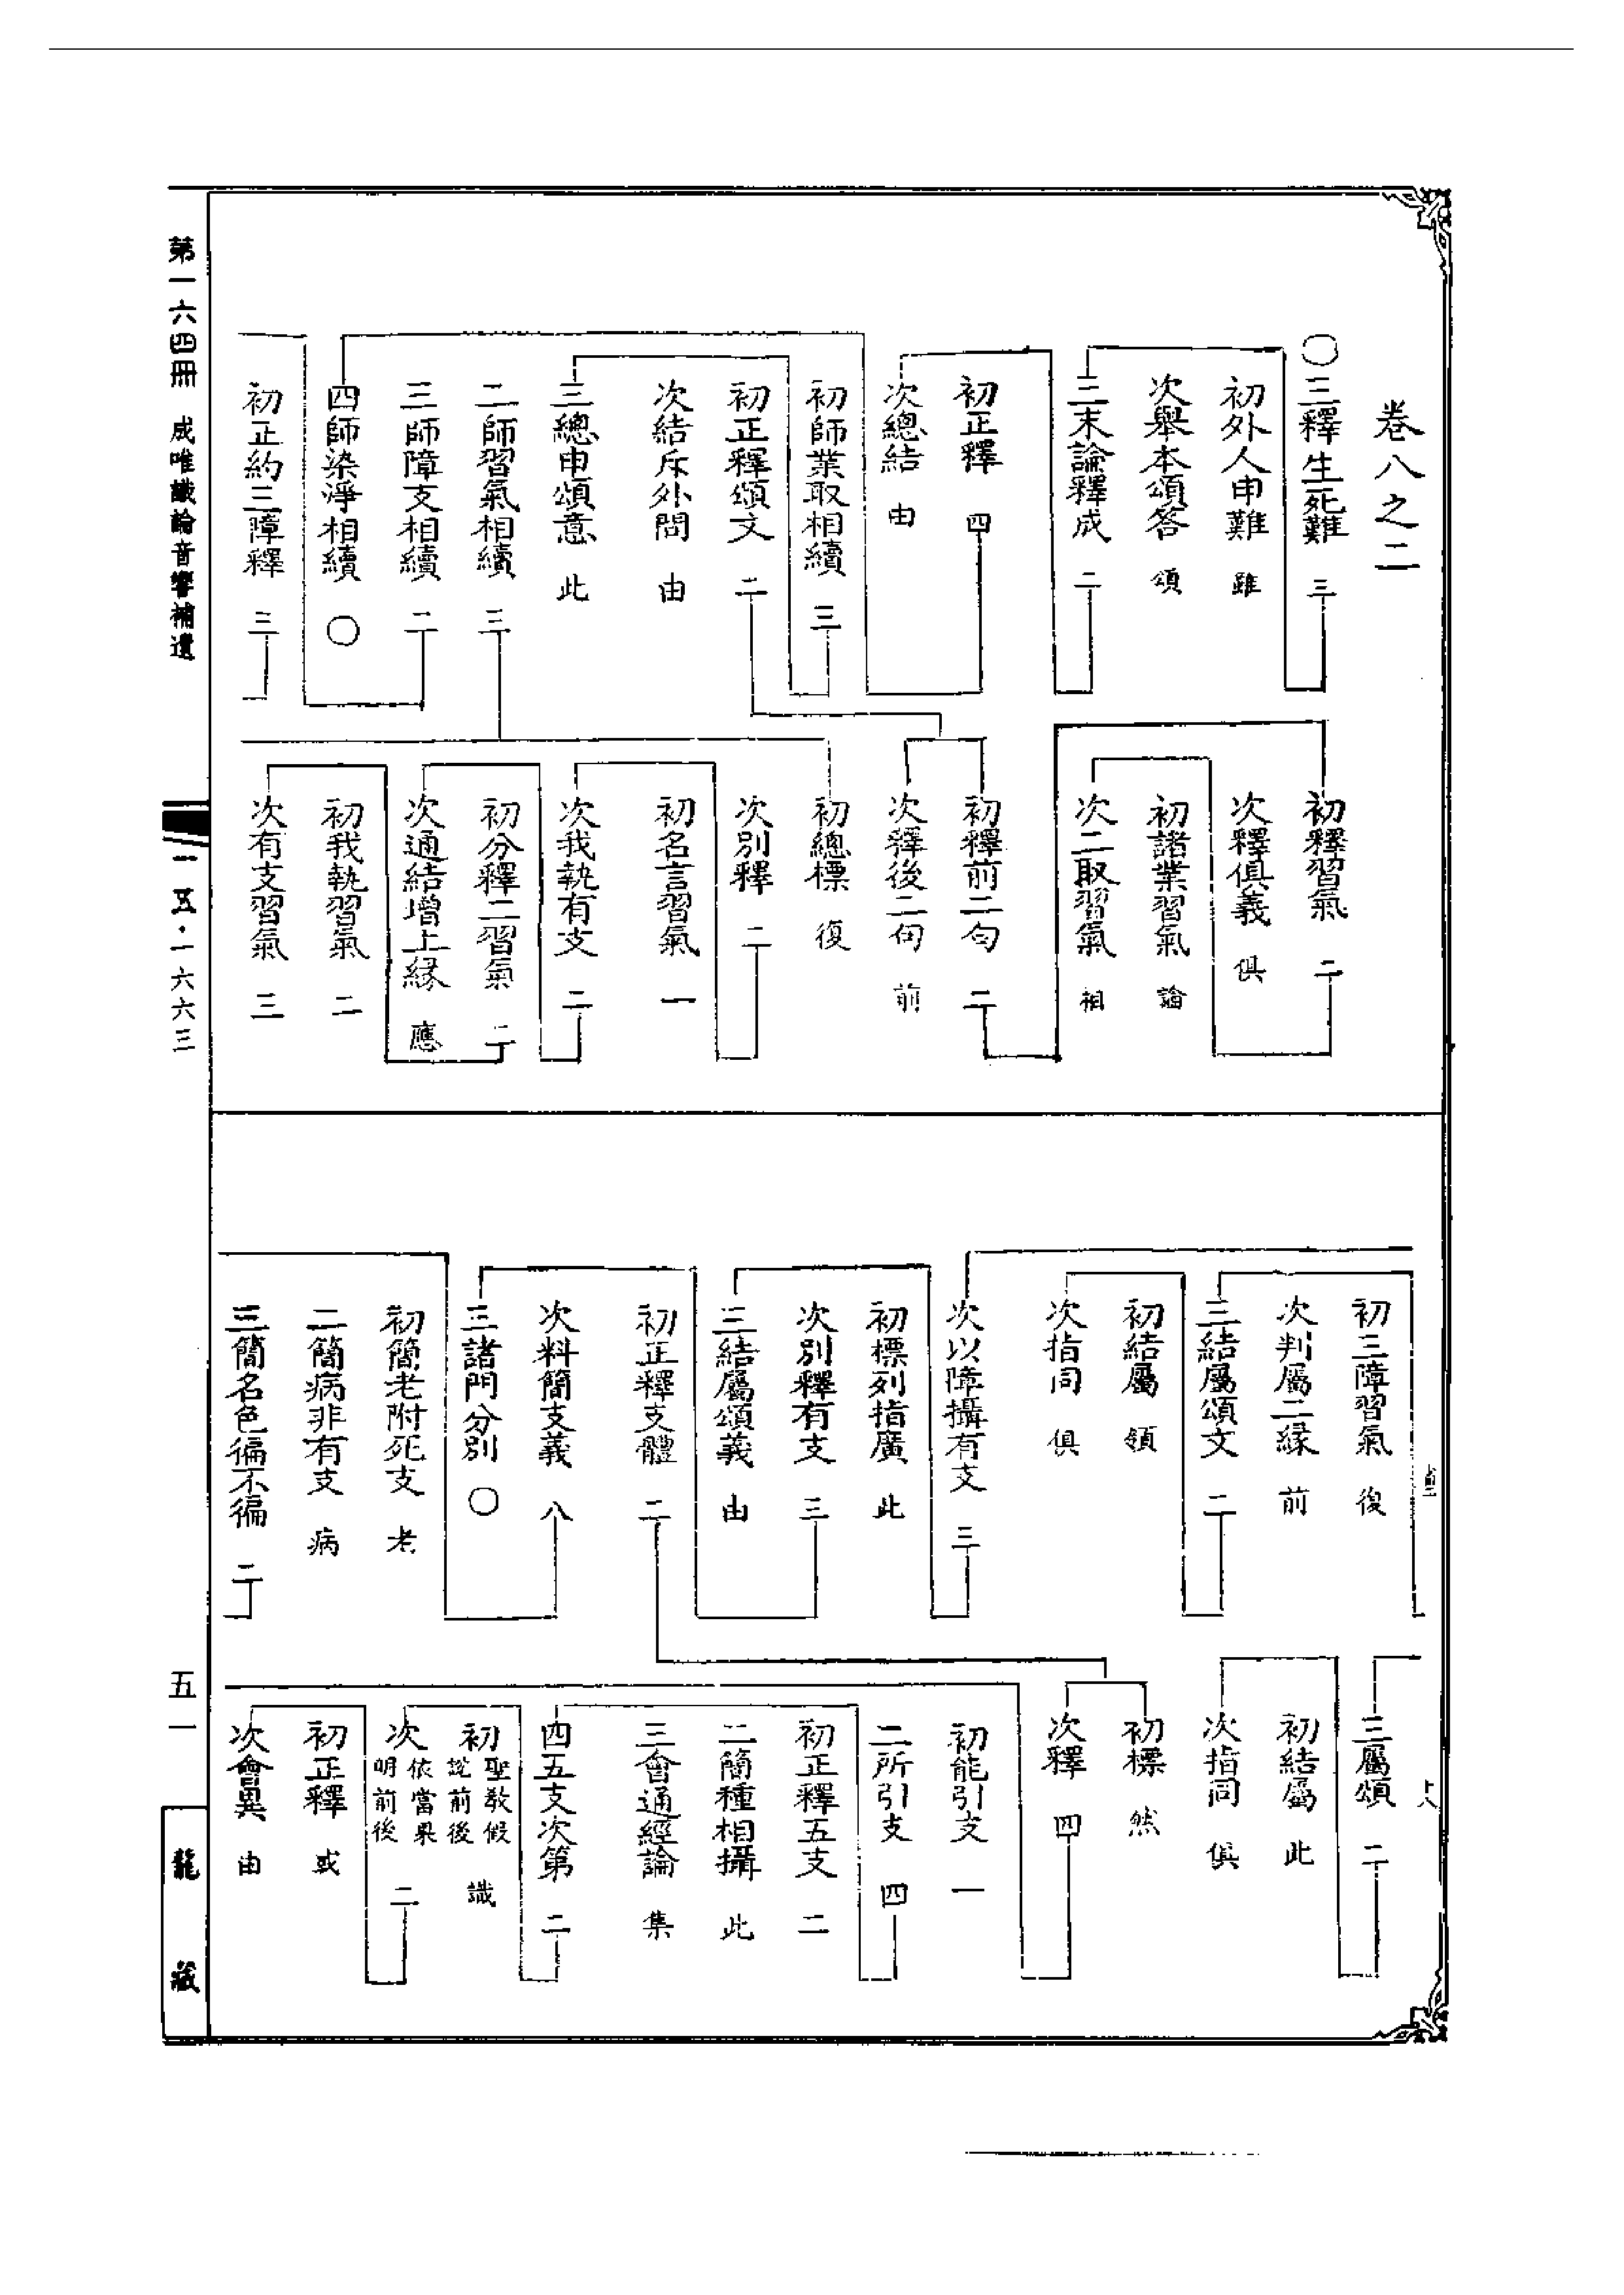 卷八之二
〇三釋生死難 三
初外人申難 雖
次舉本頌答 頌
三末論釋成 二
初正釋 四
次總結 由
初師業取相續 三
初正釋頌文 二
次結斥外問 由
三總申頌意 此
二師習氣相續 三
三師障支相續 二
四師染淨相續 〇
初正約三障釋 三
初釋習氣 二
次釋俱義 俱
初諸業習氣 論
次二取習氣 相
初釋前二句 二
次釋後二句 前
初總標 復
次別釋 二
初名言習氣 一
次我執有支 二
初分釋二習氣 二
次通結增上緣 應
初我執習氣 二
次有支習氣 三
初三障習氣 復
次判屬二緣 前
三結屬頌文 二
初結屬 領
次指同 俱
次以障攝有支 三
初標列指廣 此
次別釋有支 三
三結屬頌義 由
初正釋支體 二
次料簡支義 八
三諸門分別 〇
初簡老附死支 老
二簡病非有支 病
三簡名色徧不徧 二
三屬頌 二
初結屬 此
次指同 俱
初標 然
次釋 四
初能引支 一
二所引支 四
初正釋五支 二
二簡種相攝 此
三會通經論 集
四五支次第 二
初 聖教假說前後 識
次 依當果明前後 二
初正釋 或
次會異 由
第一六四冊 成唯識論音響補遺
一五·一六六三
五一
龍藏